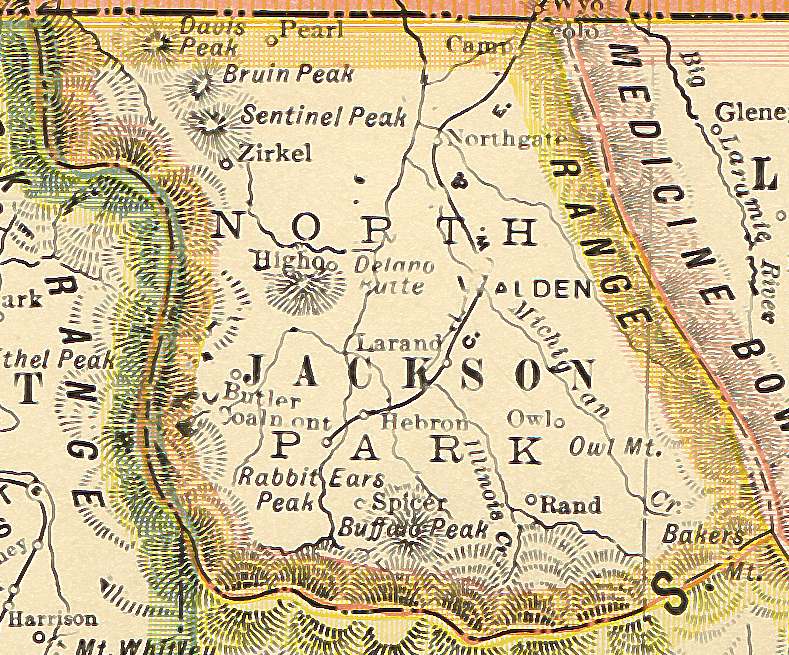 Wyo
Colo
Davis
Peak
Pearl
Camp
Big
Bruin Peak
Sentinel Peak
Northgate
Zirkel
MEDICINE BOW
Glene
Laramie River
L
RANGE
NORTH
Higho
Delano
Butte
ALDEN
ark
RANGE
Larand
Michigan
Cr.
thel Peak
T
JACKSON
Butler
Coalmont
Hebron
Owl
PARK
Owl Mt.
Rabbit Ears
Peak
Illinois Cr.
Spicer
Rand
Buffalo Peak
Bakers
Mt.
ney
S
Harrison
Mt. Whitney